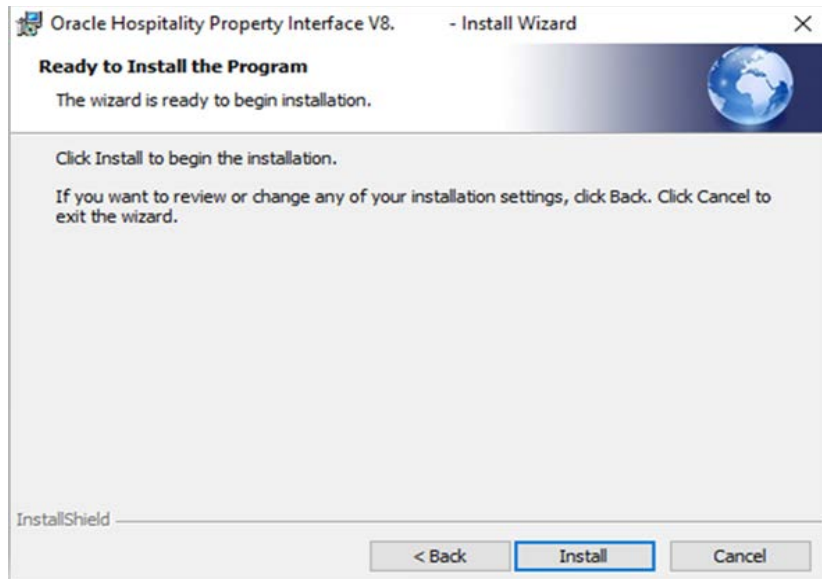 Oracle Hospitality Property Interface V8. - Install Wizard
Ready to Install the Program
The wizard is ready to begin installation.
Click Install to begin the installation.
If you want to review or change any of your installation settings, click Back. Click Cancel to
exit the wizard.
InstallShield
< Back Install Cancel